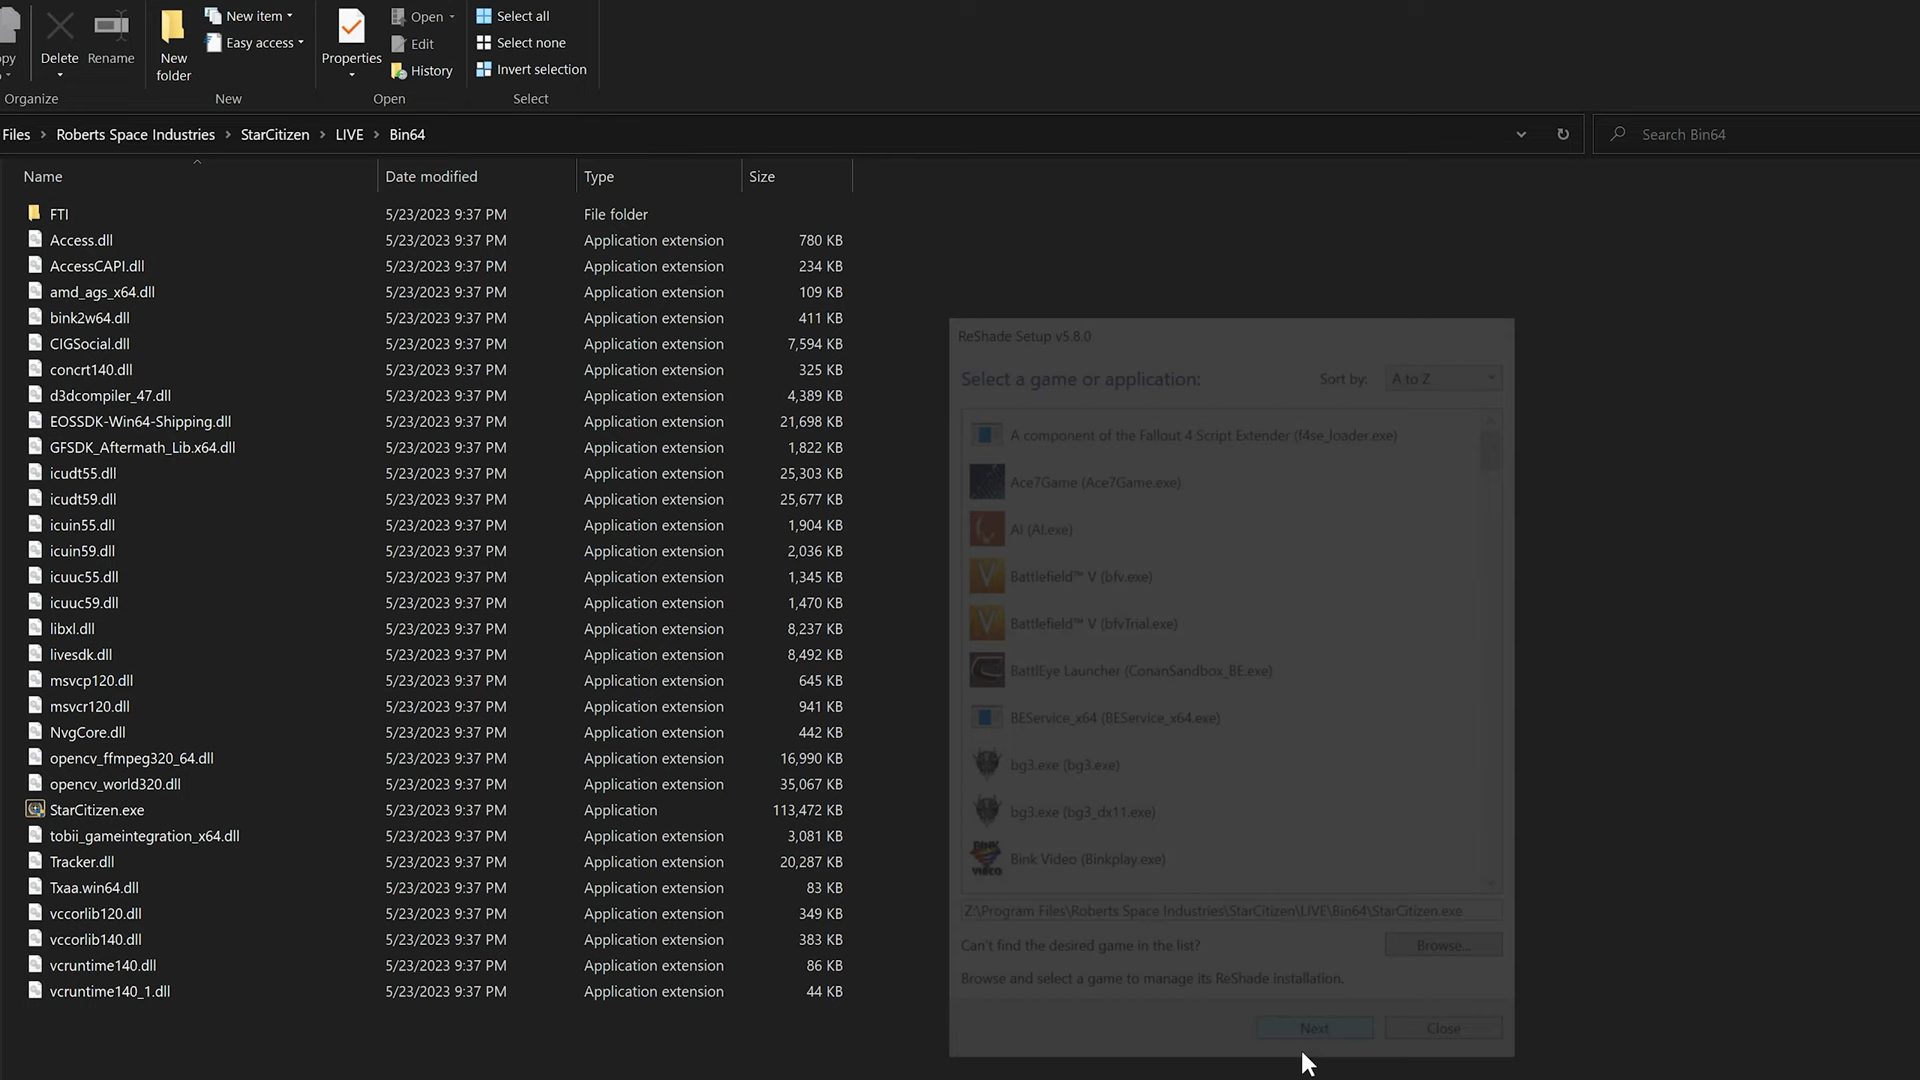 New item
Open
Select all
opy
Delete
Rename
New folder
Easy access
Properties
Edit
Select none
History
Invert selection
Organize
New
Open
Select
Files > Roberts Space Industries > StarCitizen > LIVE > Bin64
Search Bin64
Name Date modified Type Size
FTI 5/23/2023 9:37 PM File folder
Access.dll 5/23/2023 9:37 PM Application extension 780 KB
AccessCAPI.dll 5/23/2023 9:37 PM Application extension 234 KB
amd_ags_x64.dll 5/23/2023 9:37 PM Application extension 109 KB
bink2w64.dll 5/23/2023 9:37 PM Application extension 411 KB
CIGSocial.dll 5/23/2023 9:37 PM Application extension 7,594 KB
concrt140.dll 5/23/2023 9:37 PM Application extension 325 KB
d3dcompiler_47.dll 5/23/2023 9:37 PM Application extension 4,389 KB
EOSSDK-Win64-Shipping.dll 5/23/2023 9:37 PM Application extension 21,698 KB
GFSDK_Aftermath_Lib.x64.dll 5/23/2023 9:37 PM Application extension 1,822 KB
icudt55.dll 5/23/2023 9:37 PM Application extension 25,303 KB
icudt59.dll 5/23/2023 9:37 PM Application extension 25,677 KB
icuin55.dll 5/23/2023 9:37 PM Application extension 1,904 KB
icuin59.dll 5/23/2023 9:37 PM Application extension 2,036 KB
icuuc55.dll 5/23/2023 9:37 PM Application extension 1,345 KB
icuuc59.dll 5/23/2023 9:37 PM Application extension 1,470 KB
libxl.dll 5/23/2023 9:37 PM Application extension 8,237 KB
livesdk.dll 5/23/2023 9:37 PM Application extension 8,492 KB
msvcp120.dll 5/23/2023 9:37 PM Application extension 645 KB
msvcr120.dll 5/23/2023 9:37 PM Application extension 941 KB
NvgCore.dll 5/23/2023 9:37 PM Application extension 442 KB
opencv_ffmpeg320_64.dll 5/23/2023 9:37 PM Application extension 16,990 KB
opencv_world320.dll 5/23/2023 9:37 PM Application extension 35,067 KB
StarCitizen.exe 5/23/2023 9:37 PM Application 113,472 KB
tobii_gameintegration_x64.dll 5/23/2023 9:37 PM Application extension 3,081 KB
Tracker.dll 5/23/2023 9:37 PM Application extension 20,287 KB
Txaa.win64.dll 5/23/2023 9:37 PM Application extension 83 KB
vccorlib120.dll 5/23/2023 9:37 PM Application extension 349 KB
vccorlib140.dll 5/23/2023 9:37 PM Application extension 383 KB
vcruntime140.dll 5/23/2023 9:37 PM Application extension 86 KB
vcruntime140_1.dll 5/23/2023 9:37 PM Application extension 44 KB
ReShade Setup v5.8.0
Select a game or application: Sort by: A to Z
A component of the Fallout 4 Script Extender (f4se_loader.exe)
Ace7Game (Ace7Game.exe)
AI (AI.exe)
Battlefield™ V (bfv.exe)
Battlefield™ V (bfvTrial.exe)
BattlEye Launcher (ConanSandbox_BE.exe)
BEService_x64 (BEService_x64.exe)
bg3.exe (bg3.exe)
bg3.exe (bg3_dx11.exe)
BINK VIDEO
Bink Video (Binkplay.exe)
Z:\Program Files\Roberts Space Industries\StarCitizen\LIVE\Bin64\StarCitizen.exe
Can't find the desired game in the list? Browse...
Browse and select a game to manage its ReShade installation.
Next Close